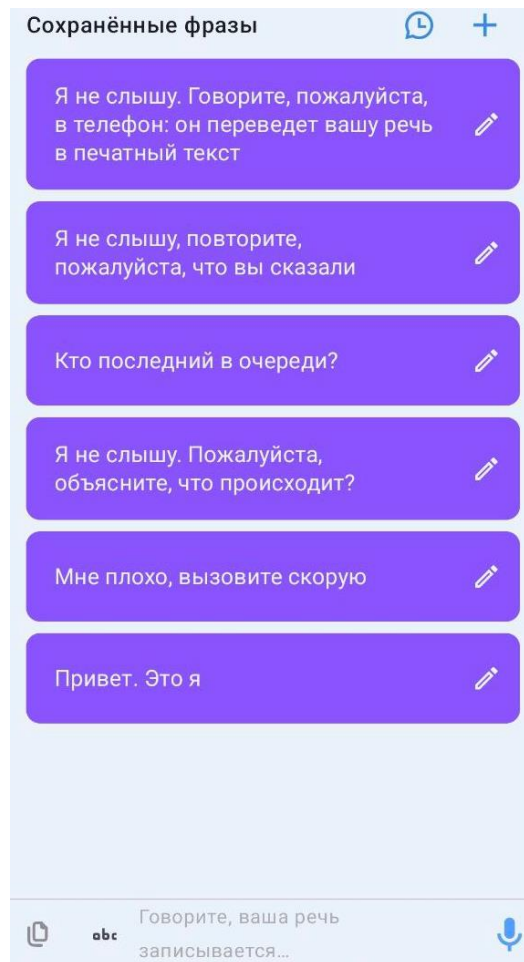 Сохранённые фразы
Я не слышу. Говорите, пожалуйста,
в телефон: он переведет вашу речь
в печатный текст
Я не слышу, повторите,
пожалуйста, что вы сказали
Кто последний в очереди?
Я не слышу. Пожалуйста,
объясните, что происходит?
Мне плохо, вызовите скорую
Привет. Это я
abc
Говорите, ваша речь
записывается...